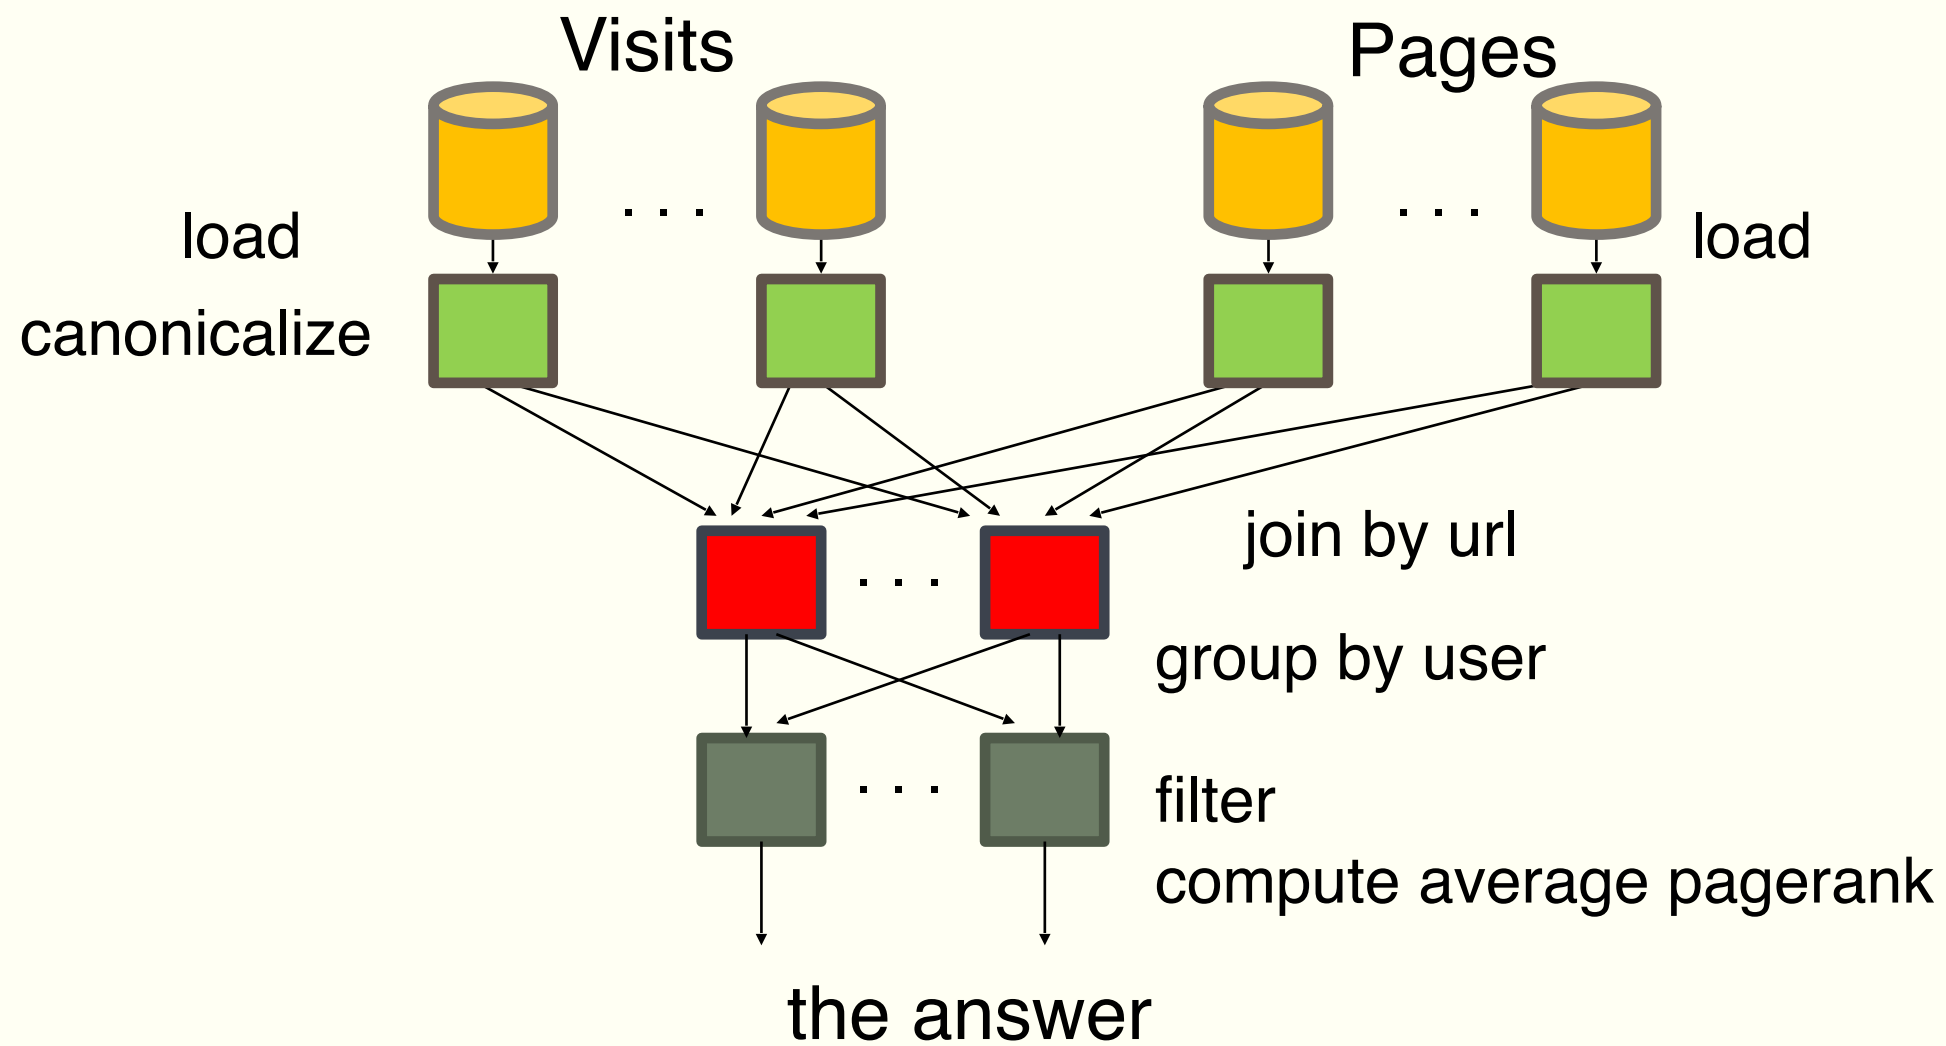 Visits
Pages
. . .
. . .
load
load
canonicalize
join by url
. . .
group by user
. . .
filter
compute average pagerank
the answer